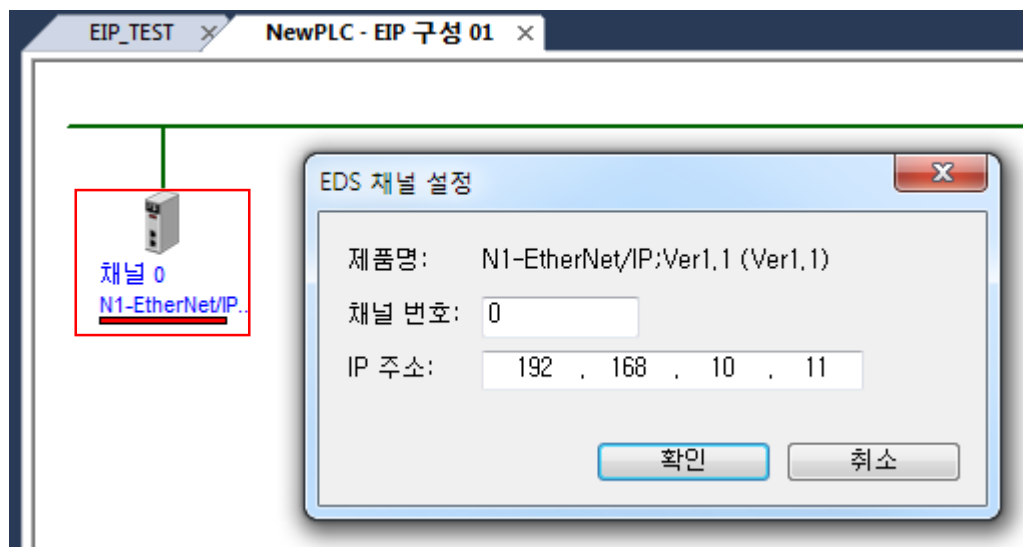 EIP_TEST
NewPLC - EIP 구성 01
EDS 채널 설정
제품명: N1-EtherNet/IP;Ver1.1 (Ver1.1)
채널 번호: 0
IP 주소: 192 . 168 . 10 . 11
확인 취소
채널 0
N1-EtherNet/IP..